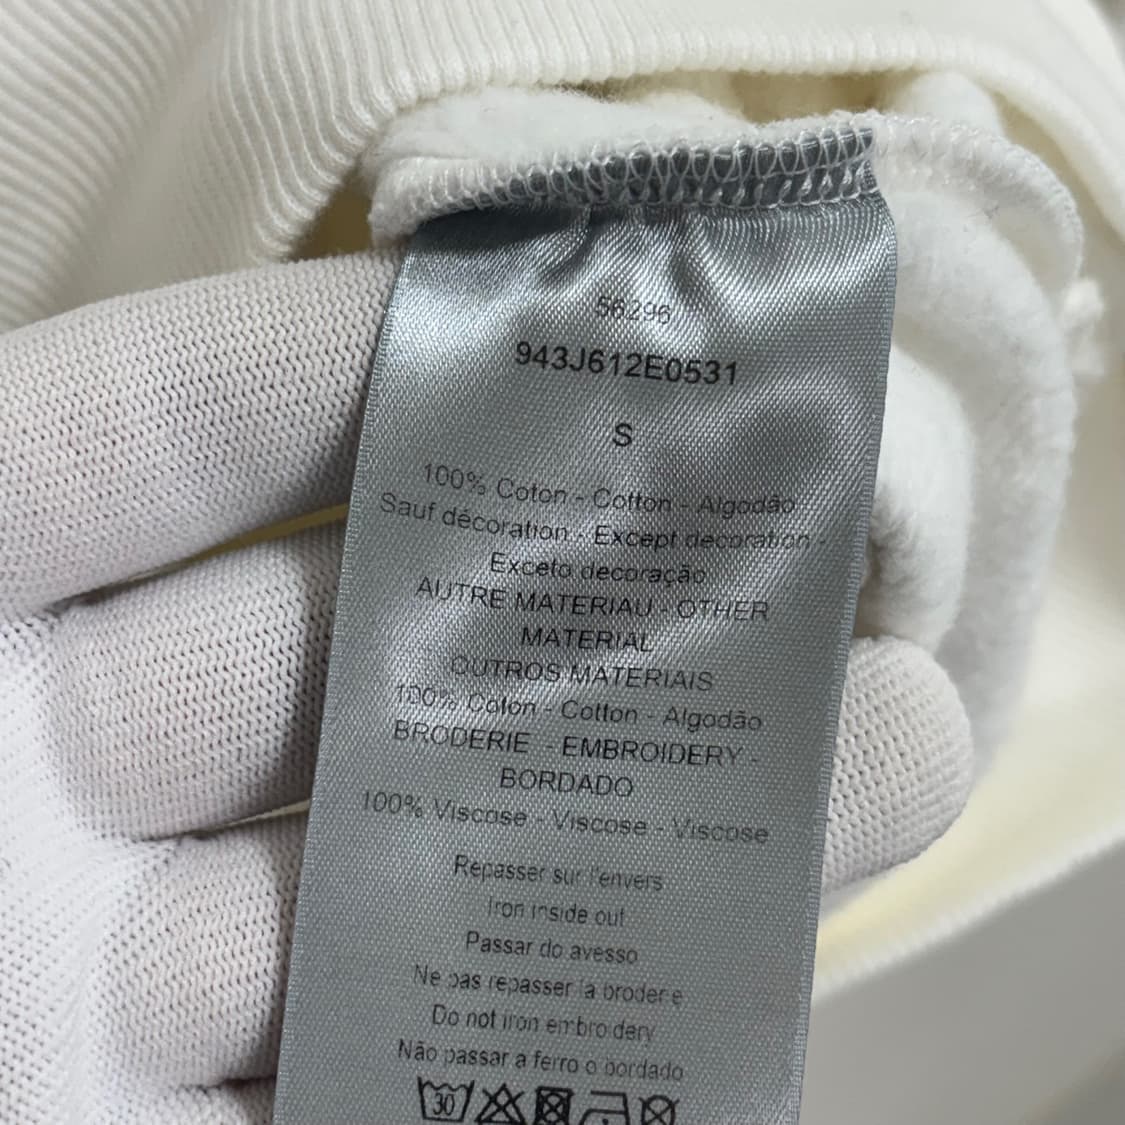 56296
943J612E0531
S
100% Coton - Cotton - Algodão
Sauf décoration - Except decoration -
Exceto decoração
AUTRE MATERIAU - OTHER
MATERIAL
OUTROS MATERIAIS
100% Coton - Cotton - Algodão
BRODERIE - EMBROIDERY -
BORDADO
100% Viscose - Viscose - Viscose
Repasser sur l'envers
Iron inside out
Passar do avesso
Ne pas repasser la broderie
Do not iron embroidery
Não passar a ferro o bordado
30